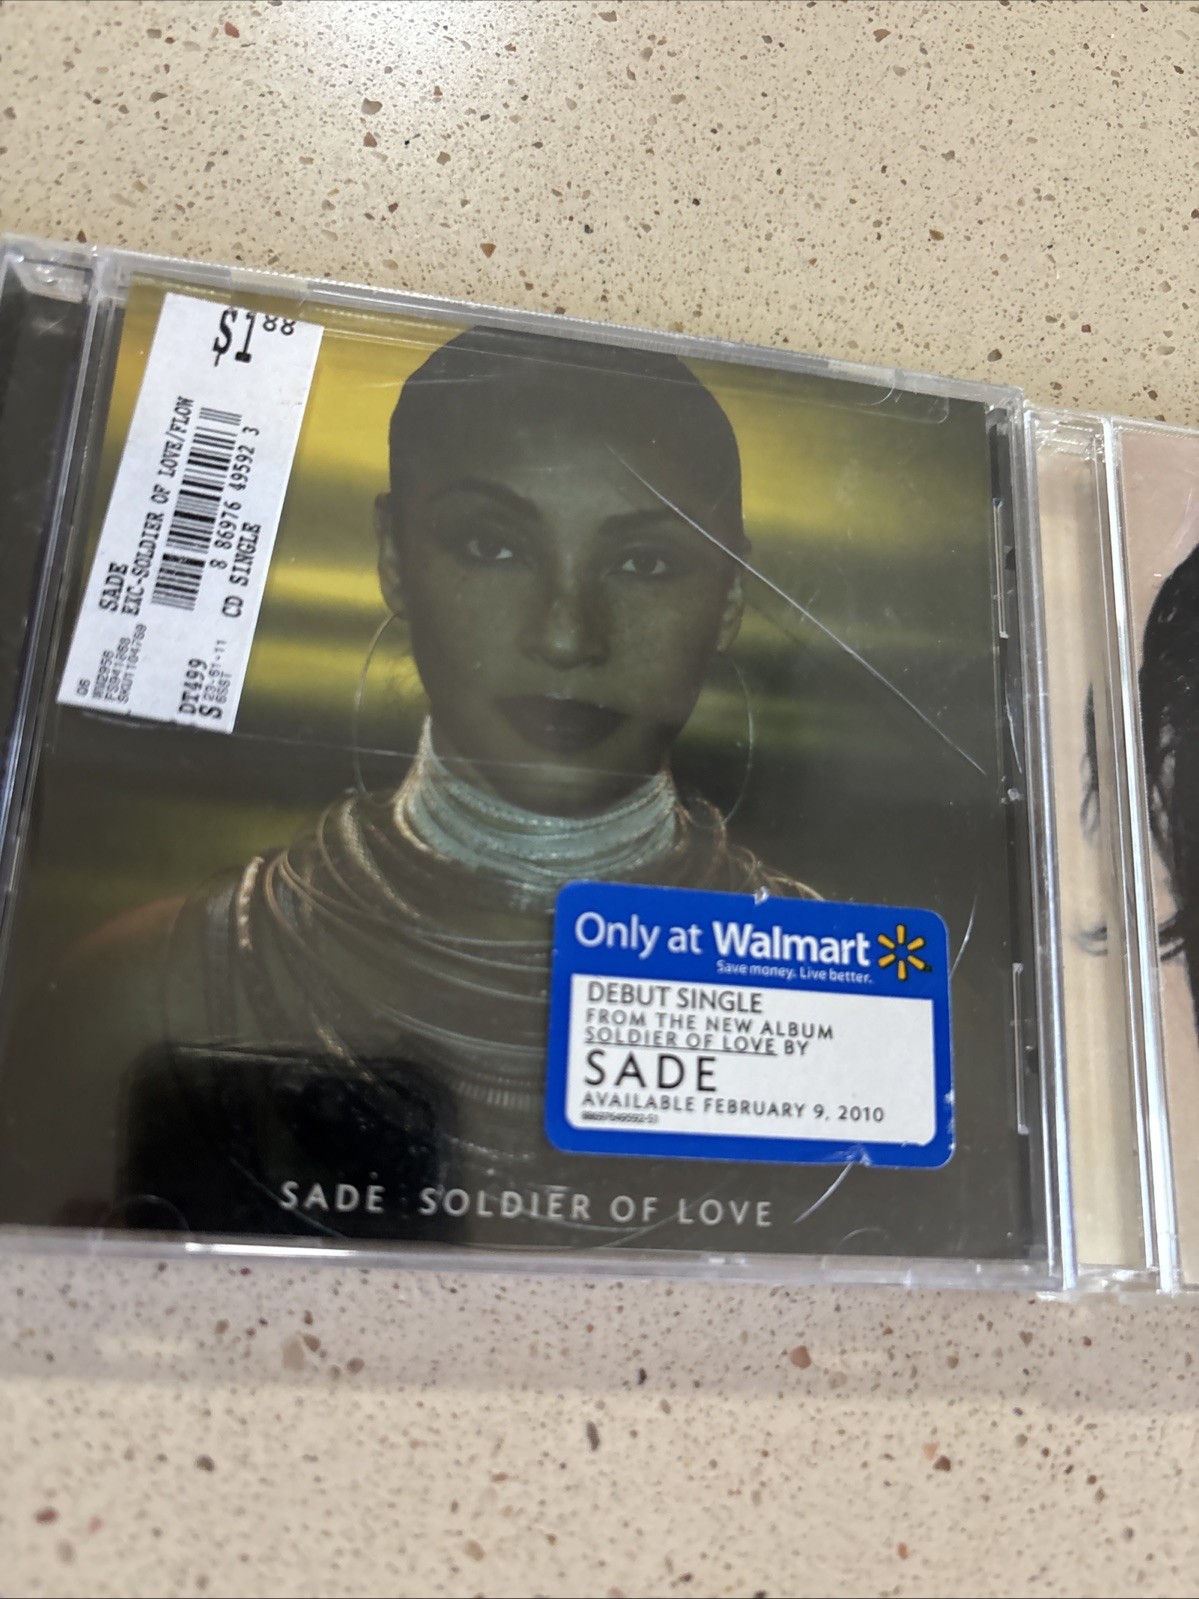 $1 88
8 86976 49592 3
CD SINGLE
SADE
EXC-SOLDIER OF LOVE/FLOW
DT499
Only at Walmart
Save money. Live better.
DEBUT SINGLE
FROM THE NEW ALBUM
SOLDIER OF LOVE BY
SADE
AVAILABLE FEBRUARY 9, 2010
SADE SOLDIER OF LOVE